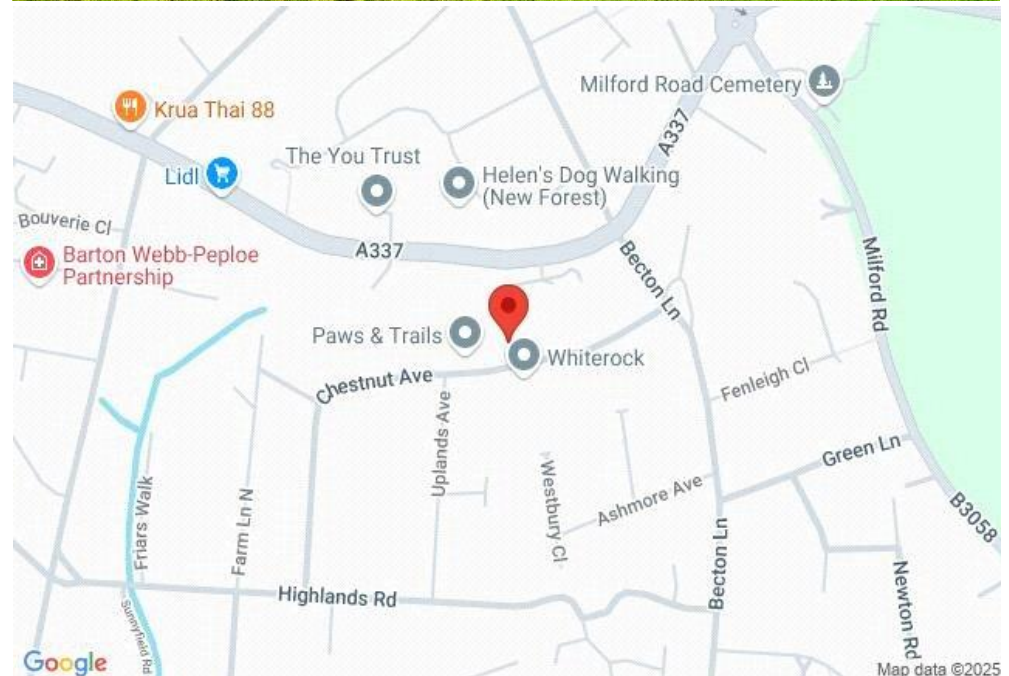 Milford Road Cemetery
Krua Thai 88
A337
The You Trust
Lidl
Helen's Dog Walking
(New Forest)
Bouverie Cl
A337
Becton Ln
Milford Rd
Barton Webb-Peploe
Partnership
Paws & Trails
Whiterock
Chestnut Ave
Fenleigh Cl
Uplands Ave
Green Ln
Westbury Cl
Ashmore Ave
Friars Walk
Farm Ln N
B3058
Becton Ln
Highlands Rd
Newton Rd
Sunnyfield Rd
Google
Map data ©2025